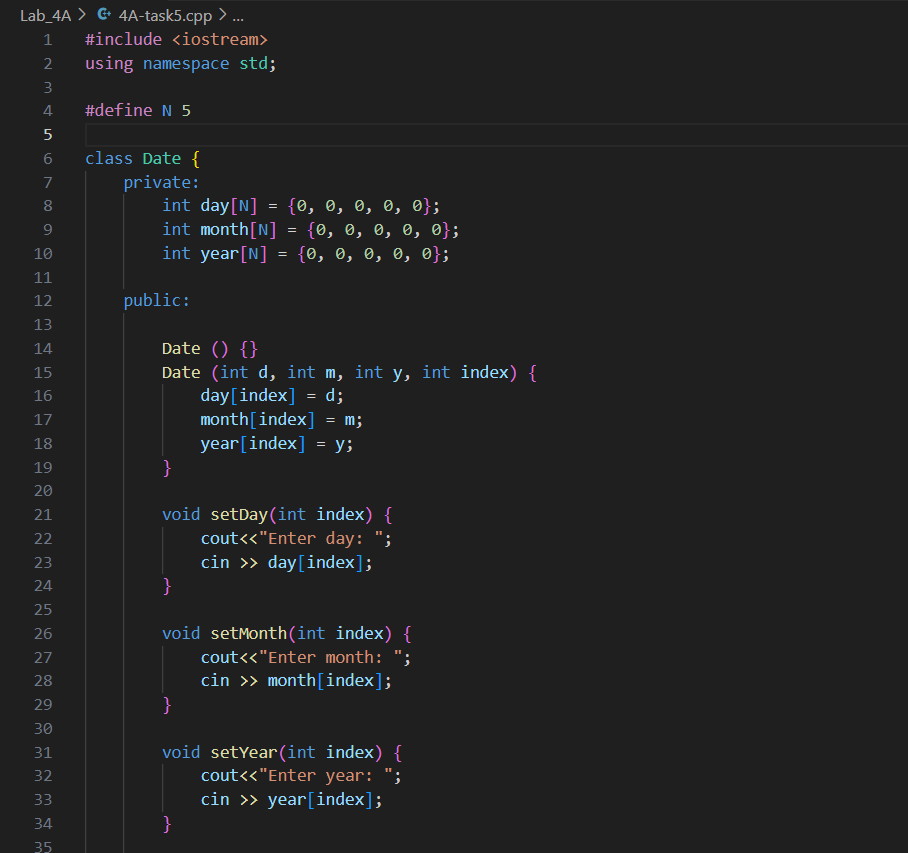 Lab_4A > 4A-task5.cpp > ...
1 #include <iostream>
2 using namespace std;
3
4 #define N 5
5
6 class Date {
7     private:
8         int day[N] = {0, 0, 0, 0, 0};
9         int month[N] = {0, 0, 0, 0, 0};
10         int year[N] = {0, 0, 0, 0, 0};
11
12     public:
13
14         Date () {}
15         Date (int d, int m, int y, int index) {
16             day[index] = d;
17             month[index] = m;
18             year[index] = y;
19         }
20
21         void setDay(int index) {
22             cout<<"Enter day: ";
23             cin >> day[index];
24         }
25
26         void setMonth(int index) {
27             cout<<"Enter month: ";
28             cin >> month[index];
29         }
30
31         void setYear(int index) {
32             cout<<"Enter year: ";
33             cin >> year[index];
34         }
35